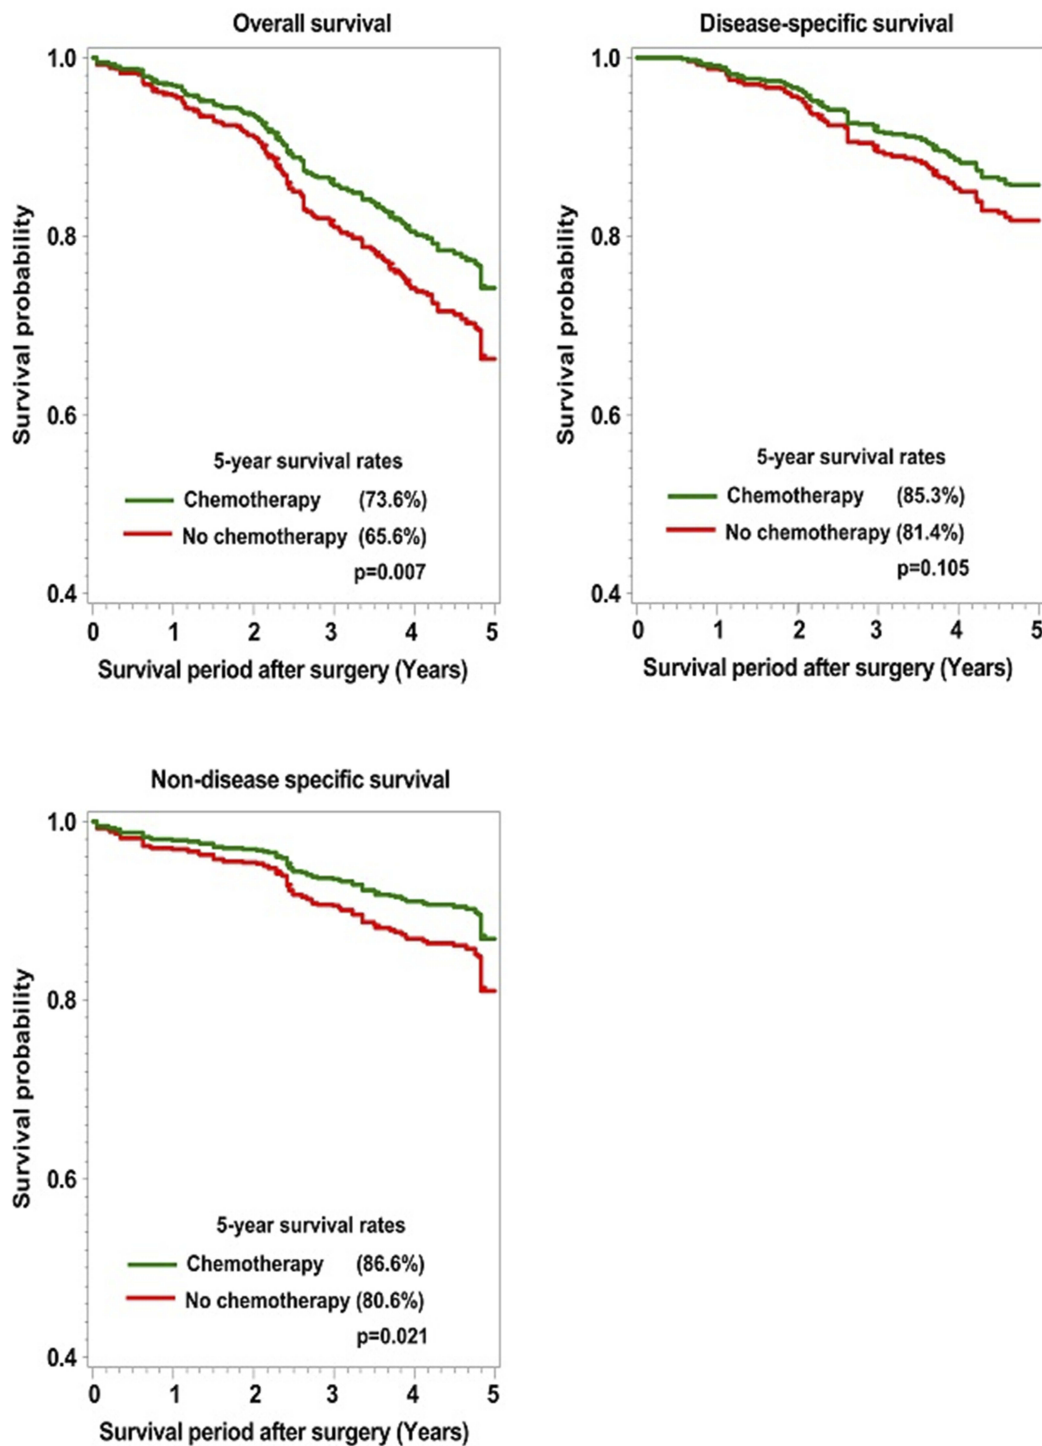 Overall survival
Survival probability
1.0
0.8
0.6
0.4
5-year survival rates
Chemotherapy (73.6%)
No chemotherapy (65.6%)
p=0.007
0 1 2 3 4 5
Survival period after surgery (Years)
Disease-specific survival
Survival probability
1.0
0.8
0.6
0.4
5-year survival rates
Chemotherapy (85.3%)
No chemotherapy (81.4%)
p=0.105
0 1 2 3 4 5
Survival period after surgery (Years)
Non-disease specific survival
Survival probability
1.0
0.8
0.6
0.4
5-year survival rates
Chemotherapy (86.6%)
No chemotherapy (80.6%)
p=0.021
0 1 2 3 4 5
Survival period after surgery (Years)